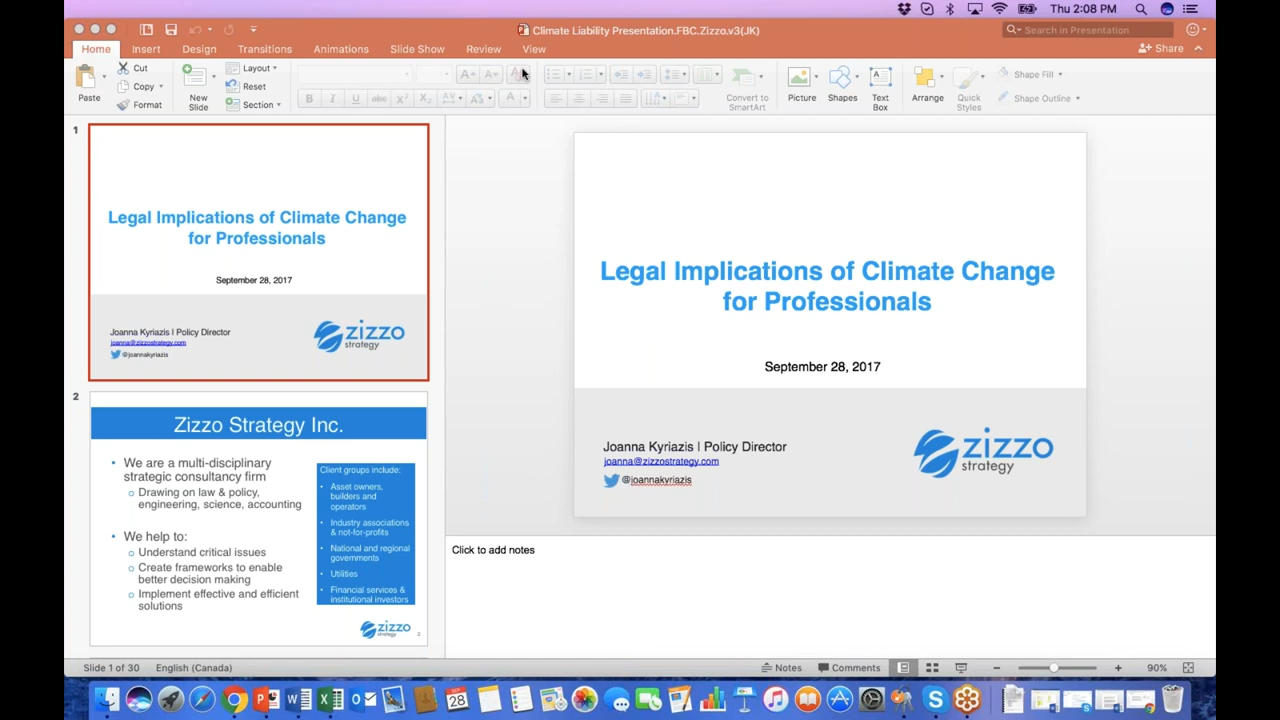 Thu 2:08 PM
Climate Liability Presentation.FBC.Zizzo.v3(JK)
Search in Presentation
Home Insert Design Transitions Animations Slide Show Review View
Share
Paste
Cut
Copy
Format
New
Slide
Layout
Reset
Section
Convert to
SmartArt
Picture
Shapes
Text
Box
Arrange
Quick
Styles
Shape Fill
Shape Outline
1
Legal Implications of Climate Change
for Professionals
September 28, 2017
Joanna Kyriazis | Policy Director
joanna@zizzostrategy.com
@joannakyriazis
zizzo
strategy
2
Zizzo Strategy Inc.
• We are a multi-disciplinary
strategic consultancy firm
o Drawing on law & policy,
engineering, science, accounting
• We help to:
o Understand critical issues
o Create frameworks to enable
better decision making
o Implement effective and efficient
solutions
Client groups include:
• Asset owners,
builders and
operators
• Industry associations
& not-for-profits
• National and regional
governments
• Utilities
• Financial services &
institutional investors
zizzo
strategy
2
Legal Implications of Climate Change
for Professionals
September 28, 2017
Joanna Kyriazis | Policy Director
joanna@zizzostrategy.com
@joannakyriazis
zizzo
strategy
Click to add notes
Slide 1 of 30 English (Canada)
Notes Comments 90%
SEP
28